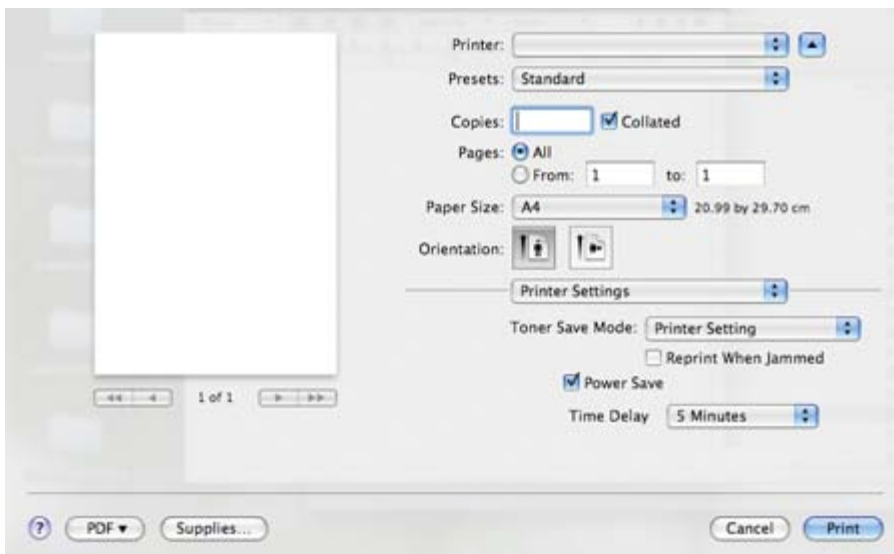 Printer:
Presets: Standard
Copies: Collated
Pages: All
From: 1 to: 1
Paper Size: A4 20.99 by 29.70 cm
Orientation:
Printer Settings
Toner Save Mode: Printer Setting
Reprint When Jammed
Power Save
Time Delay 5 Minutes
1 of 1
? PDF Supplies... Cancel Print